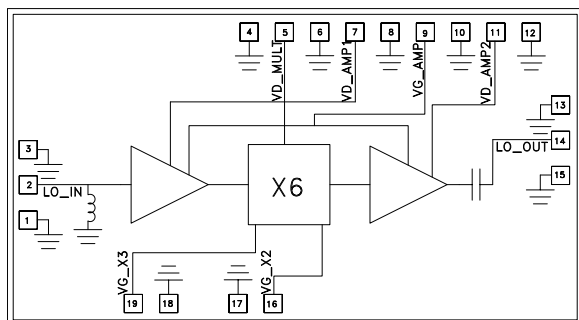 4 5 6 7 8 9 10 11 12
VD_MULT VD_AMP1 VG_AMP VD_AMP2
13
14
LO_OUT
3
2
LO_IN
X6
15
1
VG_X3 VG_X2
19 18 17 16